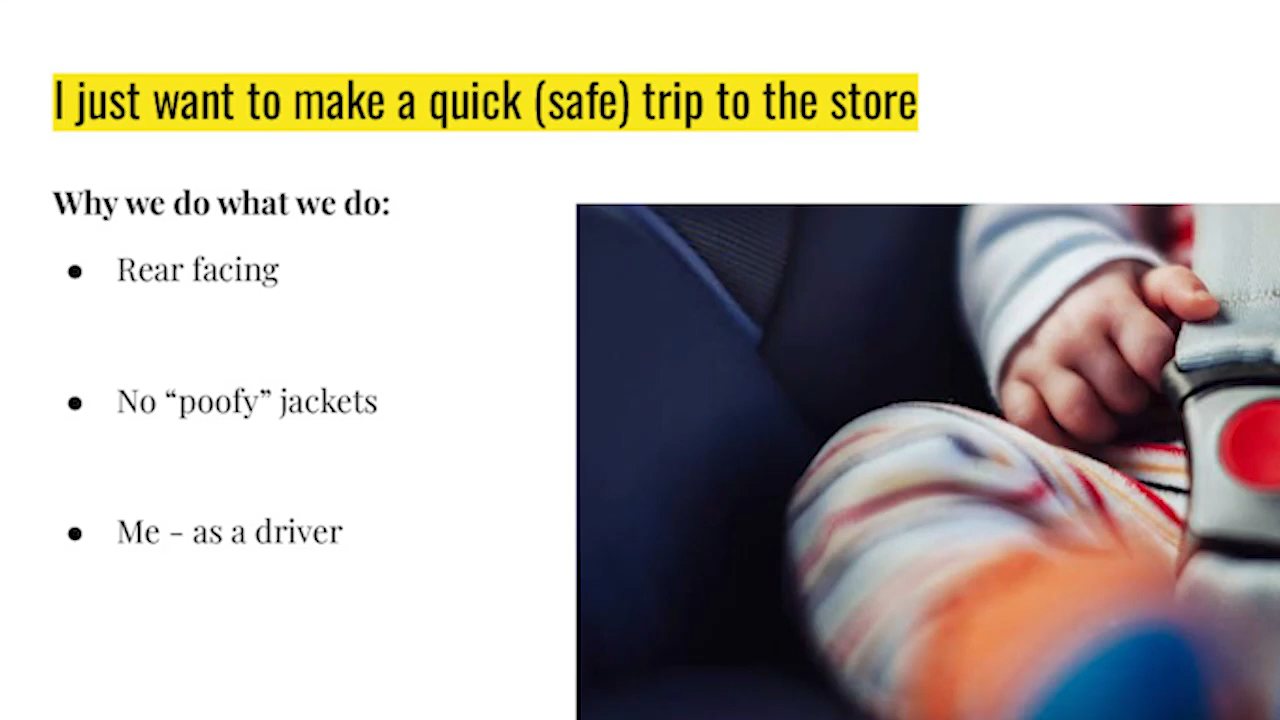 I just want to make a quick (safe) trip to the store
Why we do what we do:
● Rear facing
● No “poofy” jackets
● Me - as a driver